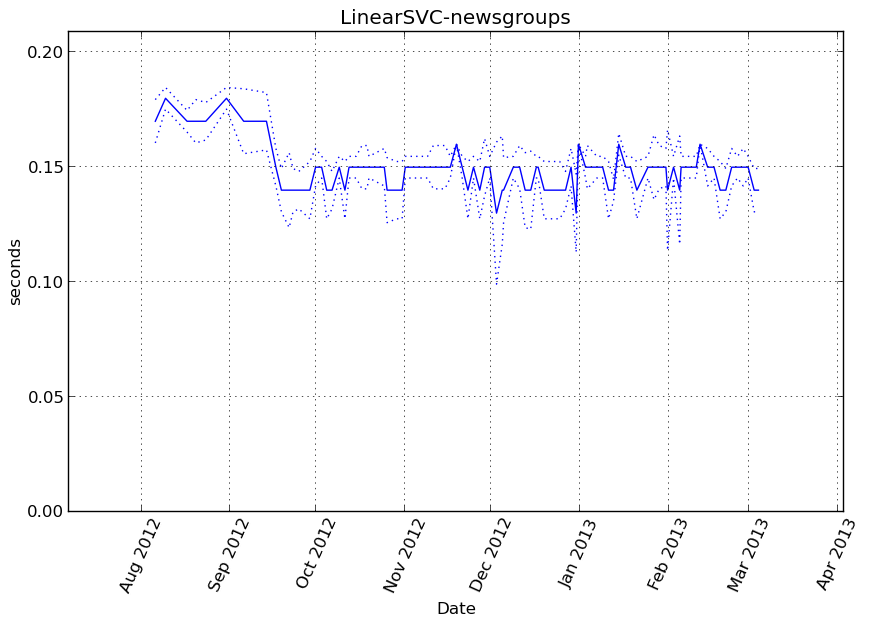 LinearSVC-newsgroups
0.20
0.15
0.10
0.05
0.00
seconds
Aug 2012
Sep 2012
Oct 2012
Nov 2012
Dec 2012
Jan 2013
Feb 2013
Mar 2013
Apr 2013
Date